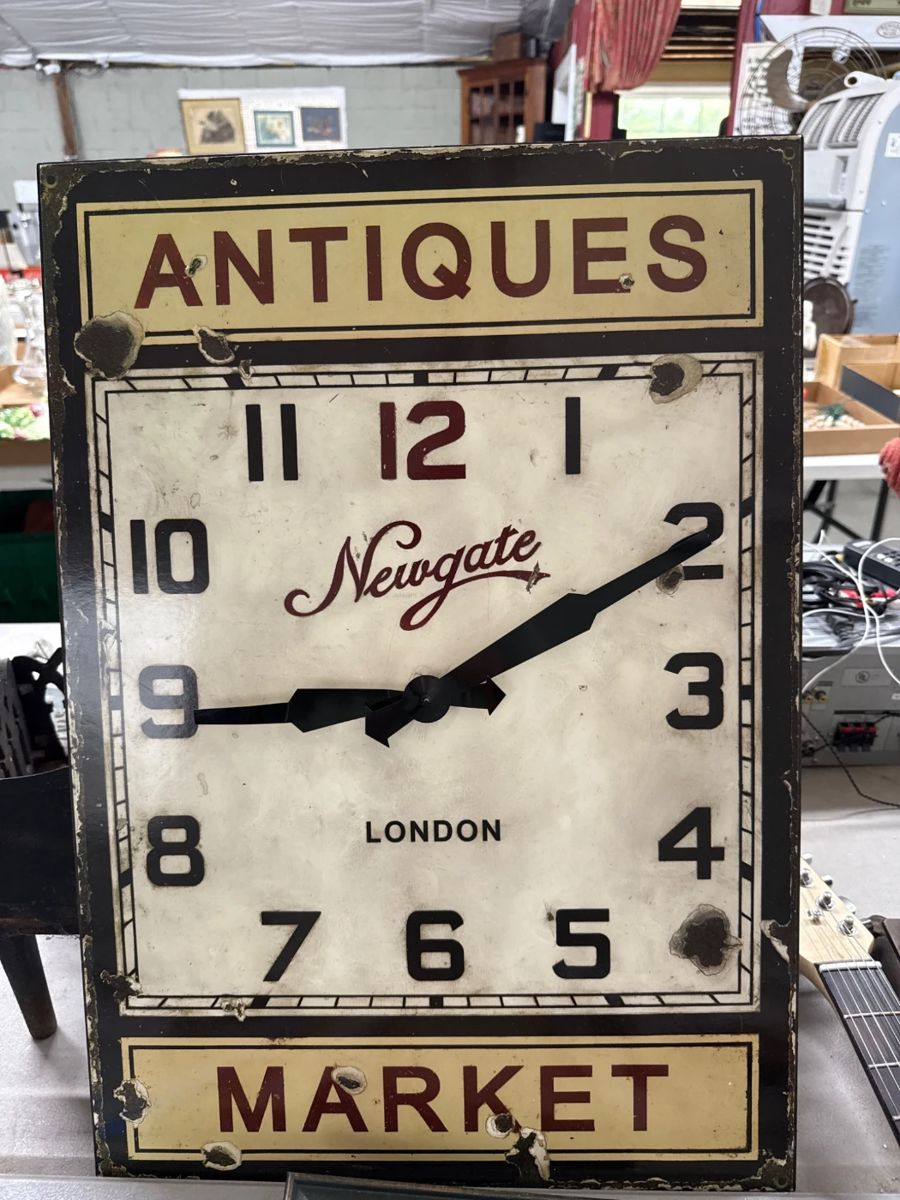 ANTIQUES
11 12 1
10 2
Newgate
9 3
LONDON
8 4
7 6 5
MARKET